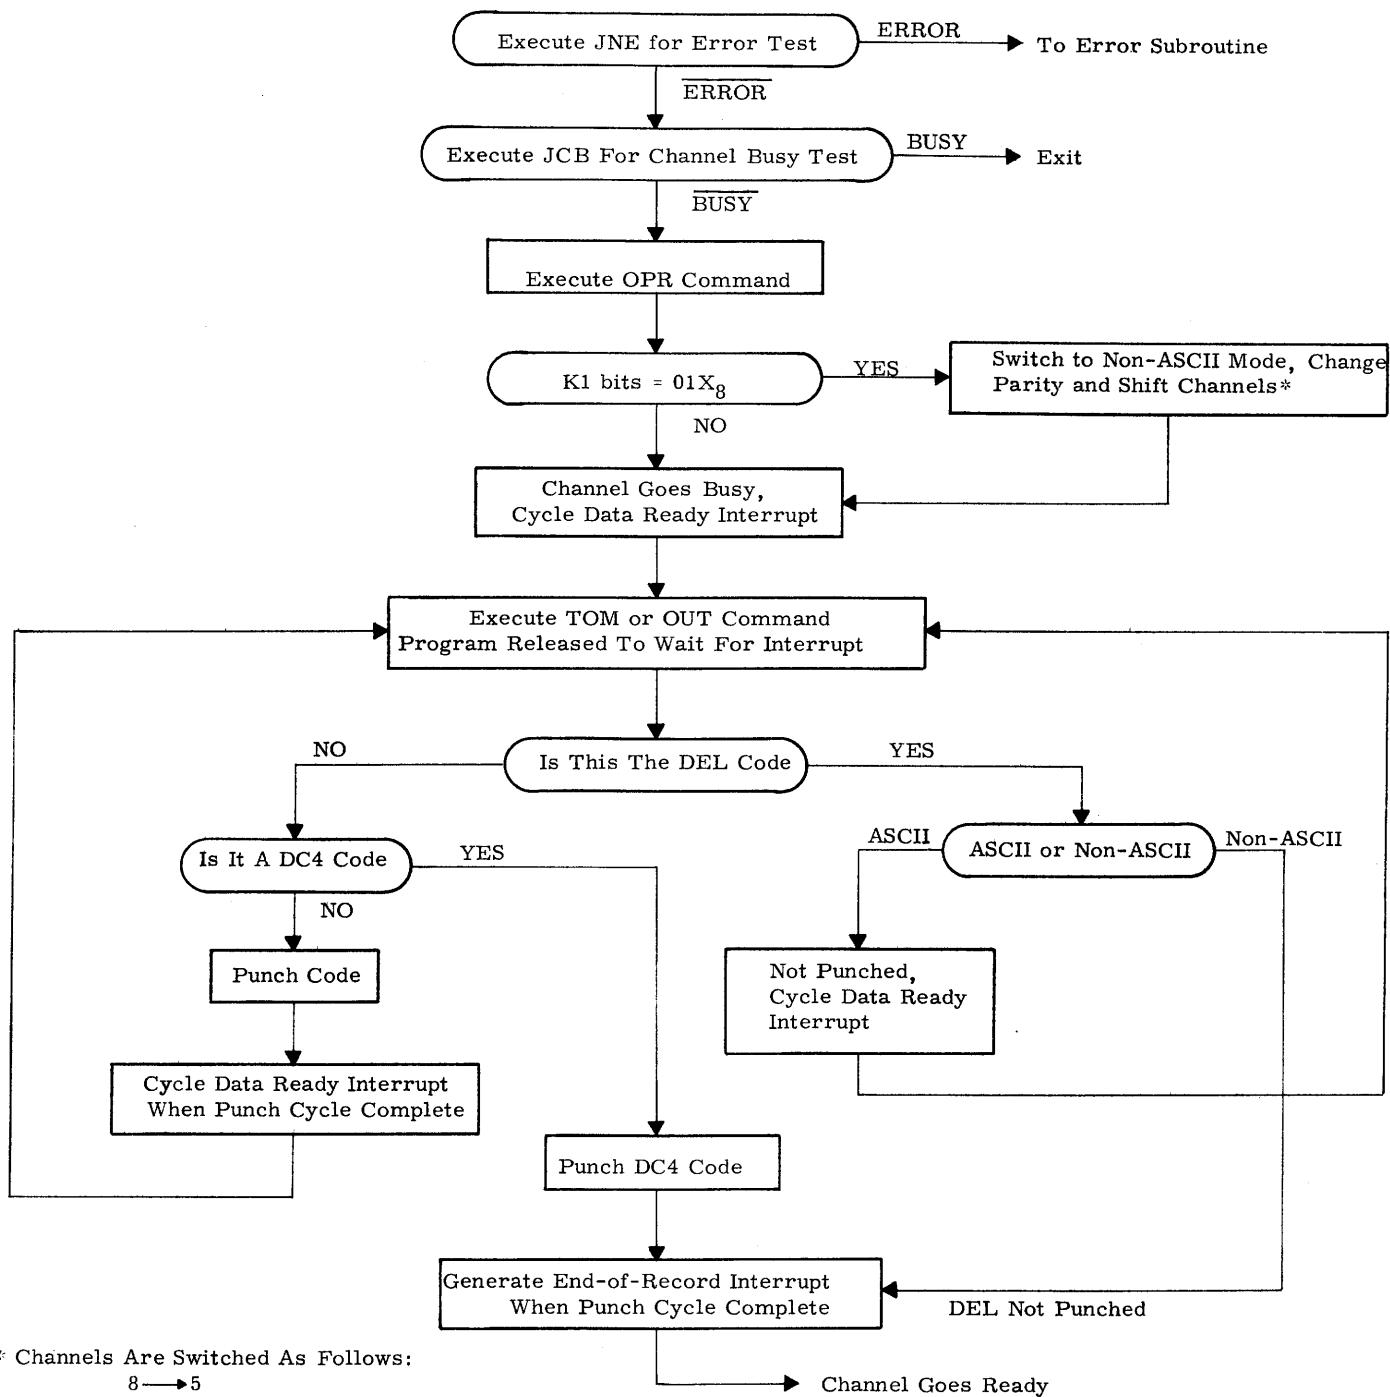 Execute JNE for Error Test
ERROR
To Error Subroutine
ERROR
Execute JCB For Channel Busy Test
BUSY
Exit
BUSY
Execute OPR Command
K1 bits = 01X8
YES
Switch to Non-ASCII Mode, Change
Parity and Shift Channels*
NO
Channel Goes Busy,
Cycle Data Ready Interrupt
Execute TOM or OUT Command
Program Released To Wait For Interrupt
NO
Is This The DEL Code
YES
Is It A DC4 Code
YES
ASCII
ASCII or Non-ASCII
Non-ASCII
NO
Punch Code
Not Punched,
Cycle Data Ready
Interrupt
Cycle Data Ready Interrupt
When Punch Cycle Complete
Punch DC4 Code
Generate End-of-Record Interrupt
When Punch Cycle Complete
DEL Not Punched
* Channels Are Switched As Follows:
8→5
Channel Goes Ready